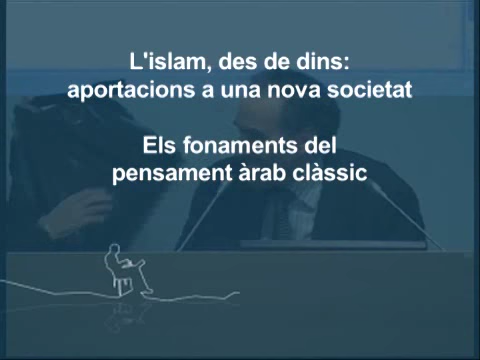 L'islam, des de dins:
aportacions a una nova societat
Els fonaments del
pensament àrab clàssic